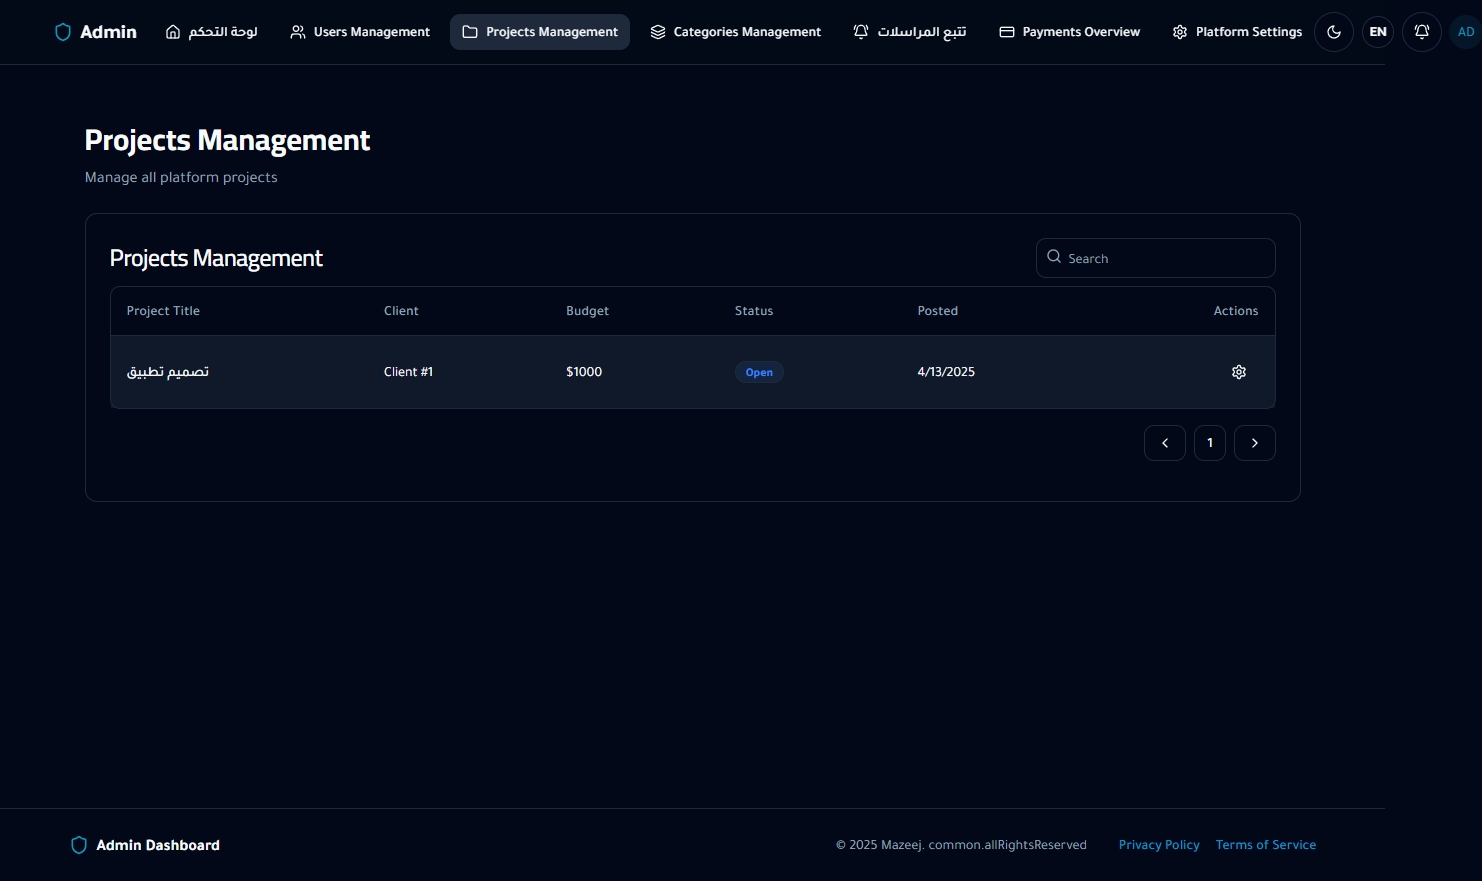 Admin
لوحة التحكم
Users Management
Projects Management
Categories Management
تتبع المراسلات
Payments Overview
Platform Settings
EN
AD
Projects Management
Manage all platform projects
Projects Management
Search
Project Title Client Budget Status Posted Actions
تصميم تطبيق Client #1 $1000 Open 4/13/2025
1
Admin Dashboard
© 2025 Mazeej. common.allRightsReserved
Privacy Policy
Terms of Service